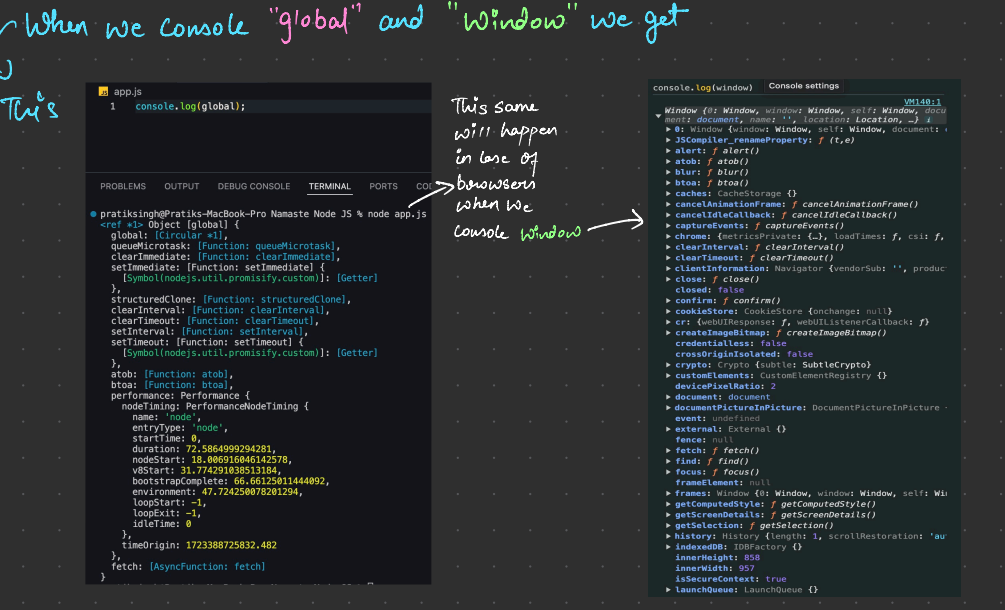 When we console "global" and "window" we get
This
JS app.js
1 console.log(global);
PROBLEMS OUTPUT DEBUG CONSOLE TERMINAL PORTS
pratiksingh@Pratiks-MacBook-Pro Namaste Node JS % node app.js
<ref *1> Object [global] {
global: [Circular *1],
queueMicrotask: [Function: queueMicrotask],
clearImmediate: [Function: clearImmediate],
setImmediate: [Function: setImmediate] {
[Symbol(nodejs.util.promisify.custom)]: [Getter]
},
structuredClone: [Function: structuredClone],
clearInterval: [Function: clearInterval],
clearTimeout: [Function: clearTimeout],
setInterval: [Function: setInterval],
setTimeout: [Function: setTimeout] {
[Symbol(nodejs.util.promisify.custom)]: [Getter]
},
atob: [Function: atob],
btoa: [Function: btoa],
performance: Performance {
nodeTiming: PerformanceNodeTiming {
name: 'node',
entryType: 'node',
startTime: 0,
duration: 72.5864999294281,
nodeStart: 18.006916046142578,
v8Start: 31.774291038513184,
bootstrapComplete: 66.66125011444092,
environment: 47.724250078201294,
loopStart: -1,
loopExit: -1,
idleTime: 0
},
timeOrigin: 1723388725832.482
},
fetch: [AsyncFunction: fetch]
}
This same
will happen
in case of
browsers
when we
console window
console.log(window) Console settings
VM140:1
Window {0: Window, window: Window, self: Window, docu
ment: document, name: '', location: Location, …} i
0: Window {window: Window, self: Window, document:
JSCompiler_renameProperty: ƒ (t,e)
alert: ƒ alert()
atob: ƒ atob()
blur: ƒ blur()
btoa: ƒ btoa()
caches: CacheStorage {}
cancelAnimationFrame: ƒ cancelAnimationFrame()
cancelIdleCallback: ƒ cancelIdleCallback()
captureEvents: ƒ captureEvents()
chrome: {metricsPrivate: {…}, loadTimes: ƒ, csi: ƒ,
clearInterval: ƒ clearInterval()
clearTimeout: ƒ clearTimeout()
clientInformation: Navigator {vendorSub: '', produc
close: ƒ close()
closed: false
confirm: ƒ confirm()
cookieStore: CookieStore {onchange: null}
cr: {webUIResponse: ƒ, webUIListenerCallback: ƒ}
createImageBitmap: ƒ createImageBitmap()
credentialless: false
crossOriginIsolated: false
crypto: Crypto {subtle: SubtleCrypto}
customElements: CustomElementRegistry {}
devicePixelRatio: 2
document: document
documentPictureInPicture: DocumentPictureInPicture
event: undefined
external: External {}
fence: null
fetch: ƒ fetch()
find: ƒ find()
focus: ƒ focus()
frameElement: null
frames: Window {0: Window, window: Window, self: Wi
getComputedStyle: ƒ getComputedStyle()
getScreenDetails: ƒ getScreenDetails()
getSelection: ƒ getSelection()
history: History {length: 1, scrollRestoration: 'au
indexedDB: IDBFactory {}
innerHeight: 858
innerWidth: 957
isSecureContext: true
launchQueue: LaunchQueue {}